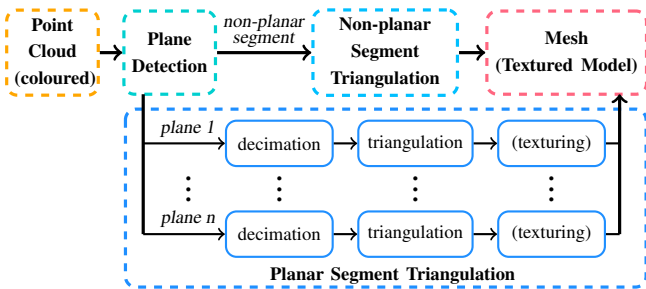 Point
Cloud
(coloured)
Plane
Detection
non-planar
segment
Non-planar
Segment
Triangulation
Mesh
(Textured Model)
plane 1
decimation
triangulation
(texturing)
plane n
decimation
triangulation
(texturing)
Planar Segment Triangulation